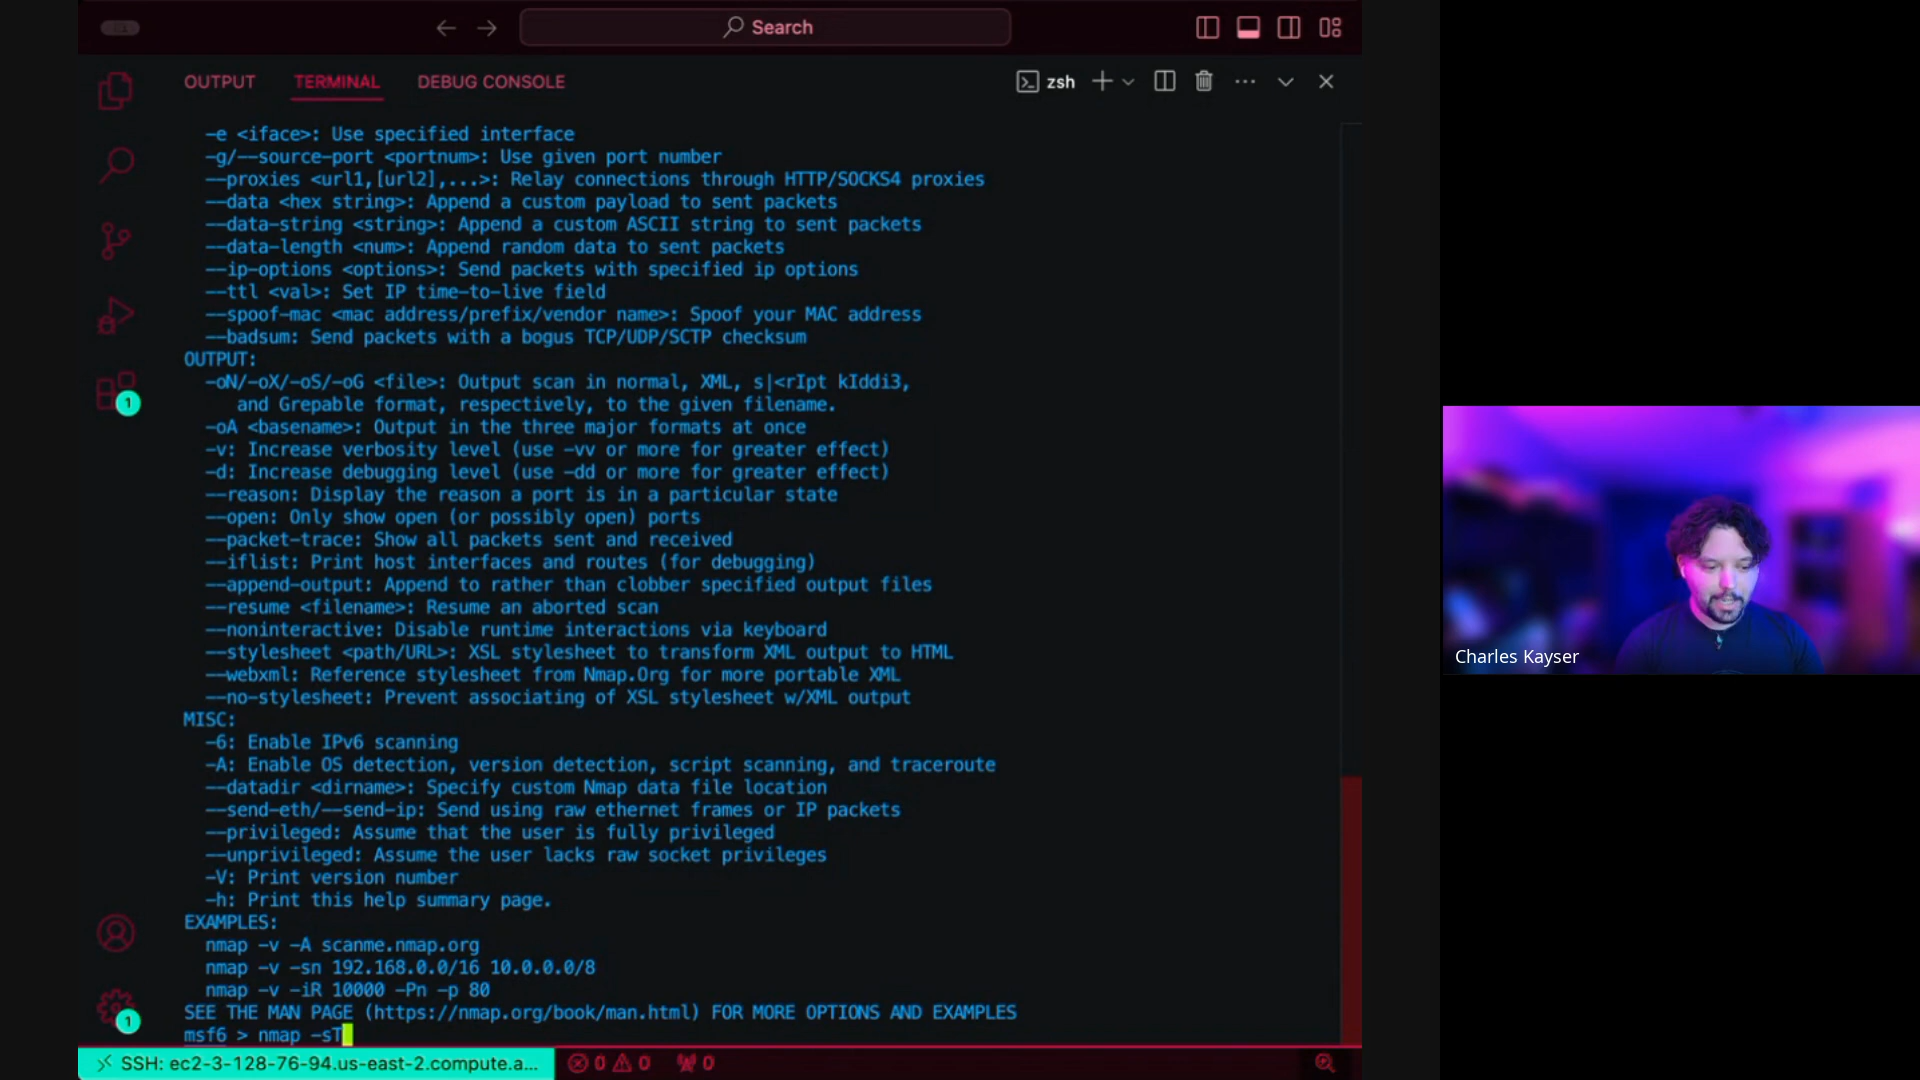 Search
OUTPUT TERMINAL DEBUG CONSOLE zsh
-e <iface>: Use specified interface
-g/--source-port <portnum>: Use given port number
--proxies <url1,[url2],...>: Relay connections through HTTP/SOCKS4 proxies
--data <hex string>: Append a custom payload to sent packets
--data-string <string>: Append a custom ASCII string to sent packets
--data-length <num>: Append random data to sent packets
--ip-options <options>: Send packets with specified ip options
--ttl <val>: Set IP time-to-live field
--spoof-mac <mac address/prefix/vendor name>: Spoof your MAC address
--badsum: Send packets with a bogus TCP/UDP/SCTP checksum
OUTPUT:
-oN/-oX/-oS/-oG <file>: Output scan in normal, XML, s|<rIpt kIddi3,
and Grepable format, respectively, to the given filename.
-oA <basename>: Output in the three major formats at once
-v: Increase verbosity level (use -vv or more for greater effect)
-d: Increase debugging level (use -dd or more for greater effect)
--reason: Display the reason a port is in a particular state
--open: Only show open (or possibly open) ports
--packet-trace: Show all packets sent and received
--iflist: Print host interfaces and routes (for debugging)
--append-output: Append to rather than clobber specified output files
--resume <filename>: Resume an aborted scan
--noninteractive: Disable runtime interactions via keyboard
--stylesheet <path/URL>: XSL stylesheet to transform XML output to HTML
--webxml: Reference stylesheet from Nmap.Org for more portable XML
--no-stylesheet: Prevent associating of XSL stylesheet w/XML output
MISC:
-6: Enable IPv6 scanning
-A: Enable OS detection, version detection, script scanning, and traceroute
--datadir <dirname>: Specify custom Nmap data file location
--send-eth/--send-ip: Send using raw ethernet frames or IP packets
--privileged: Assume that the user is fully privileged
--unprivileged: Assume the user lacks raw socket privileges
-V: Print version number
-h: Print this help summary page.
EXAMPLES:
nmap -v -A scanme.nmap.org
nmap -v -sn 192.168.0.0/16 10.0.0.0/8
nmap -v -iR 10000 -Pn -p 80
SEE THE MAN PAGE (https://nmap.org/book/man.html) FOR MORE OPTIONS AND EXAMPLES
msf6 > nmap -sT
1
1
SSH: ec2-3-128-76-94.us-east-2.compute.a... 0 0 0
Charles Kayser